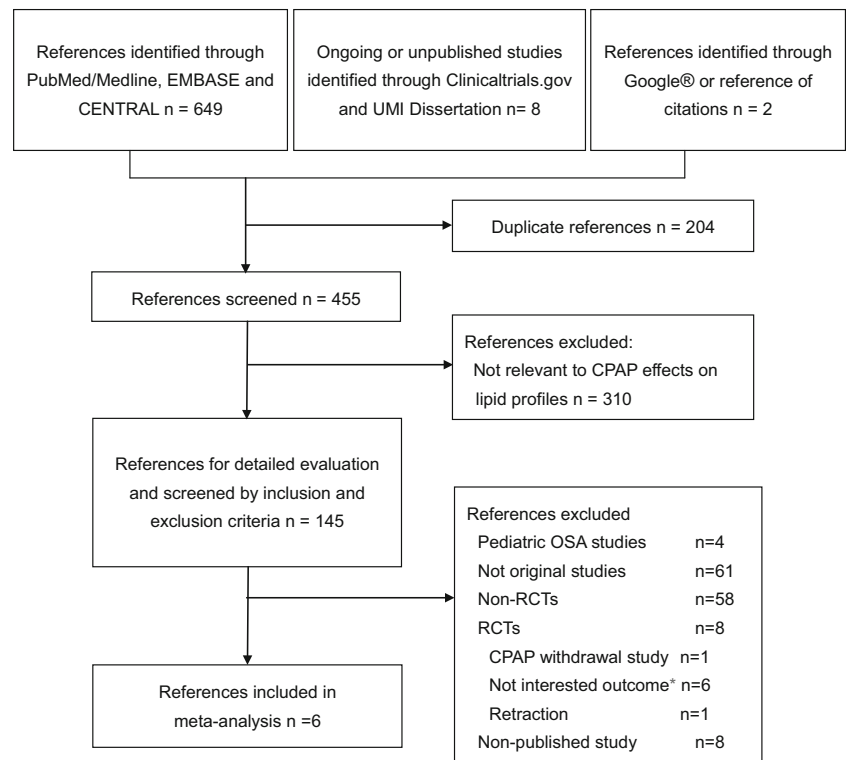 References identified through
PubMed/Medline, EMBASE and
CENTRAL n = 649
Ongoing or unpublished studies
identified through Clinicaltrials.gov
and UMI Dissertation n= 8
References identified through
Google® or reference of
citations n = 2
Duplicate references n = 204
References screened n = 455
References excluded:
Not relevant to CPAP effects on
lipid profiles n = 310
References for detailed evaluation
and screened by inclusion and
exclusion criteria n = 145
References excluded
Pediatric OSA studies n=4
Not original studies n=61
Non-RCTs n=58
RCTs n=8
CPAP withdrawal study n=1
Not interested outcome* n=6
Retraction n=1
Non-published study n=8
References included in
meta-analysis n =6